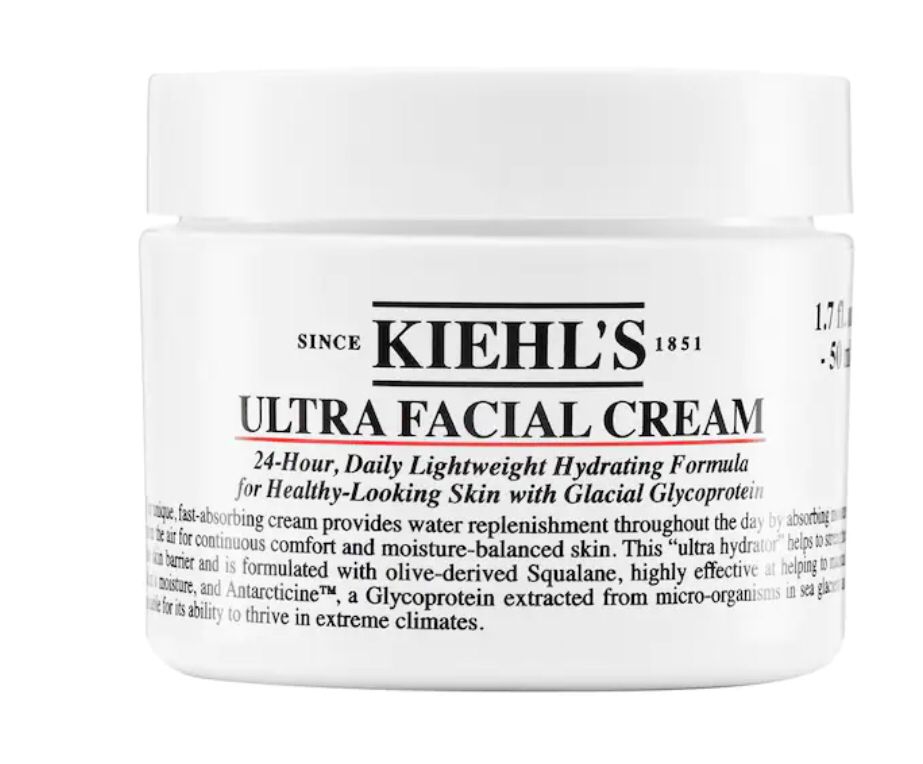 SINCE KIEHL'S 1851
1.7 fl.
ULTRA FACIAL CREAM
24-Hour, Daily Lightweight Hydrating Formula
for Healthy-Looking Skin with Glacial Glycoprotein
unique, fast-absorbing cream provides water replenishment throughout the day by absorbing
the air for continuous comfort and moisture-balanced skin. This “ultra hydrator” helps to
skin barrier and is formulated with olive-derived Squalane, highly effective at helping to
moisture, and Antarcticine™, a Glycoprotein extracted from micro-organisms in sea
for its ability to thrive in extreme climates.